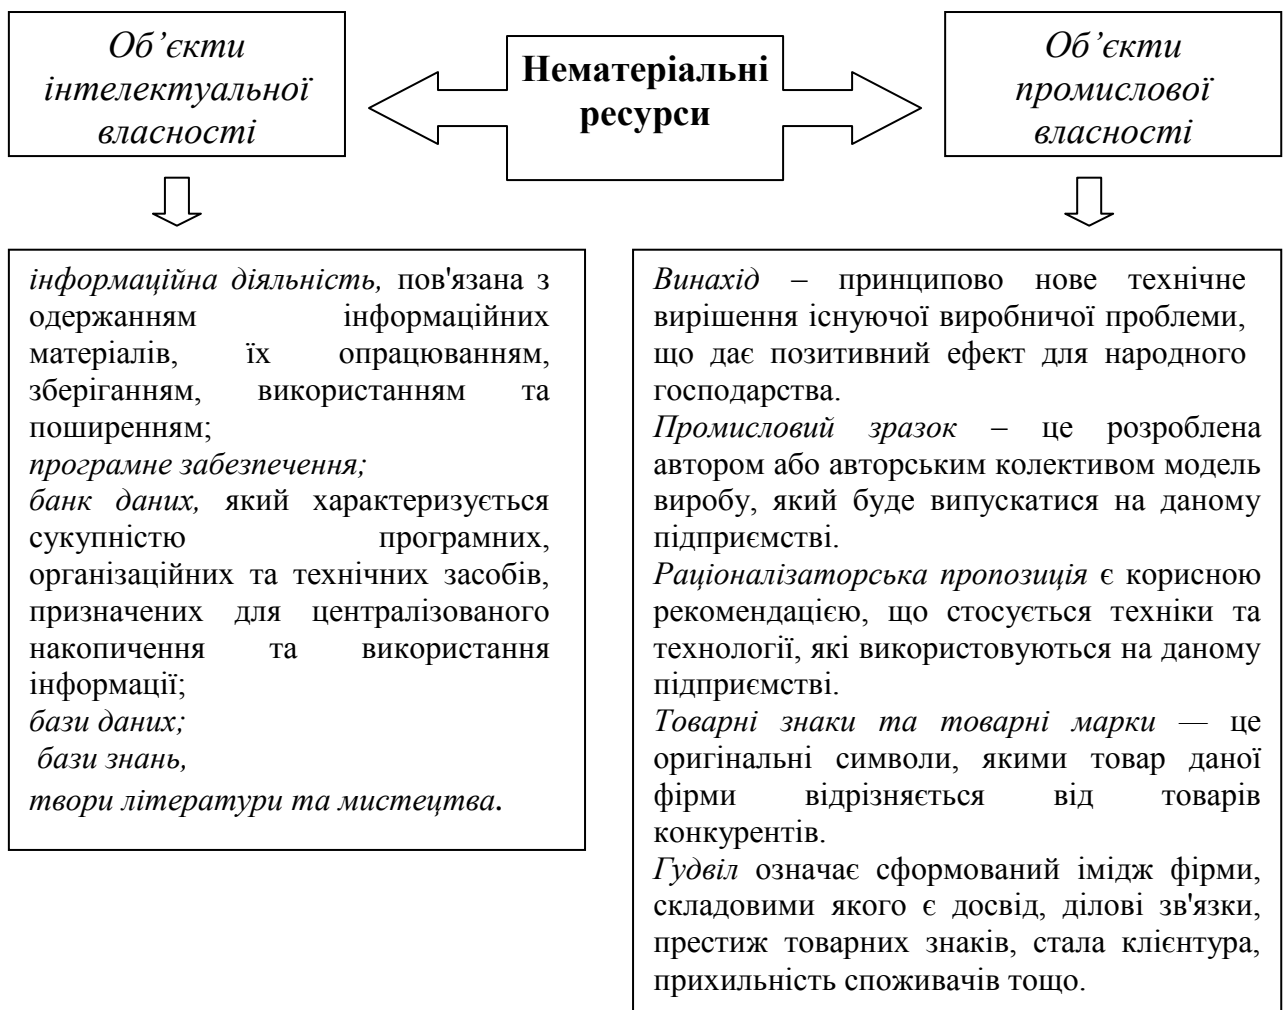 Об’єкти
інтелектуальної
власності
Нематеріальні
ресурси
Об’єкти
промислової
власності
інформаційна діяльність, пов'язана з
одержанням інформаційних
матеріалів, їх опрацюванням,
зберіганням, використанням та
поширенням;
програмне забезпечення;
банк даних, який характеризується
сукупністю програмних,
організаційних та технічних засобів,
призначених для централізованого
накопичення та використання
інформації;
бази даних;
бази знань,
твори літератури та мистецтва.
Винахід – принципово нове технічне
вирішення існуючої виробничої проблеми,
що дає позитивний ефект для народного
господарства.
Промисловий зразок – це розроблена
автором або авторським колективом модель
виробу, який буде випускатися на даному
підприємстві.
Раціоналізаторська пропозиція є корисною
рекомендацією, що стосується техніки та
технології, які використовуються на даному
підприємстві.
Товарні знаки та товарні марки — це
оригінальні символи, якими товар даної
фірми відрізняється від товарів
конкурентів.
Гудвіл означає сформований імідж фірми,
складовими якого є досвід, ділові зв'язки,
престиж товарних знаків, стала клієнтура,
прихильність споживачів тощо.